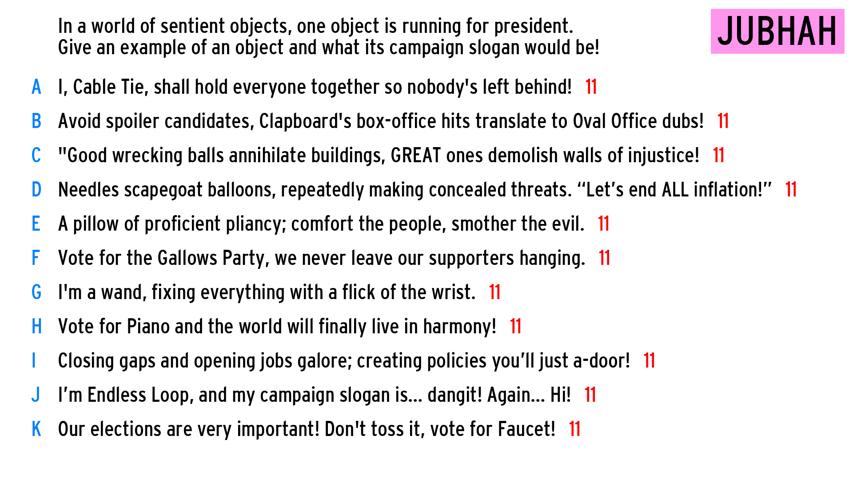 In a world of sentient objects, one object is running for president.
Give an example of an object and what its campaign slogan would be!
JUBHAH
A I, Cable Tie, shall hold everyone together so nobody's left behind! 11
B Avoid spoiler candidates, Clapboard's box-office hits translate to Oval Office dubs! 11
C "Good wrecking balls annihilate buildings, GREAT ones demolish walls of injustice! 11
D Needles scapegoat balloons, repeatedly making concealed threats. “Let’s end ALL inflation!” 11
E A pillow of proficient pliancy; comfort the people, smother the evil. 11
F Vote for the Gallows Party, we never leave our supporters hanging. 11
G I'm a wand, fixing everything with a flick of the wrist. 11
H Vote for Piano and the world will finally live in harmony! 11
I Closing gaps and opening jobs galore; creating policies you’ll just a-door! 11
J I’m Endless Loop, and my campaign slogan is... dangit! Again... Hi! 11
K Our elections are very important! Don't toss it, vote for Faucet! 11